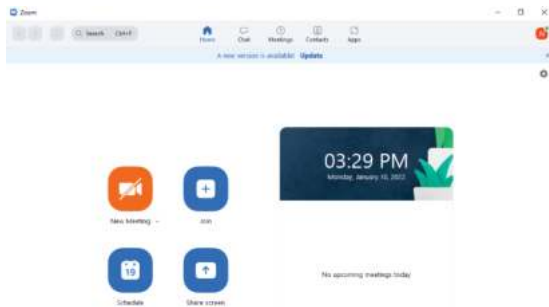 Zoom
Search Ctrl+F
Home Chat Meetings Contacts Apps
A new version is available! Update
03:29 PM
Monday, January 10, 2022
New Meeting
Join
19
Schedule
Share screen
No upcoming meetings today